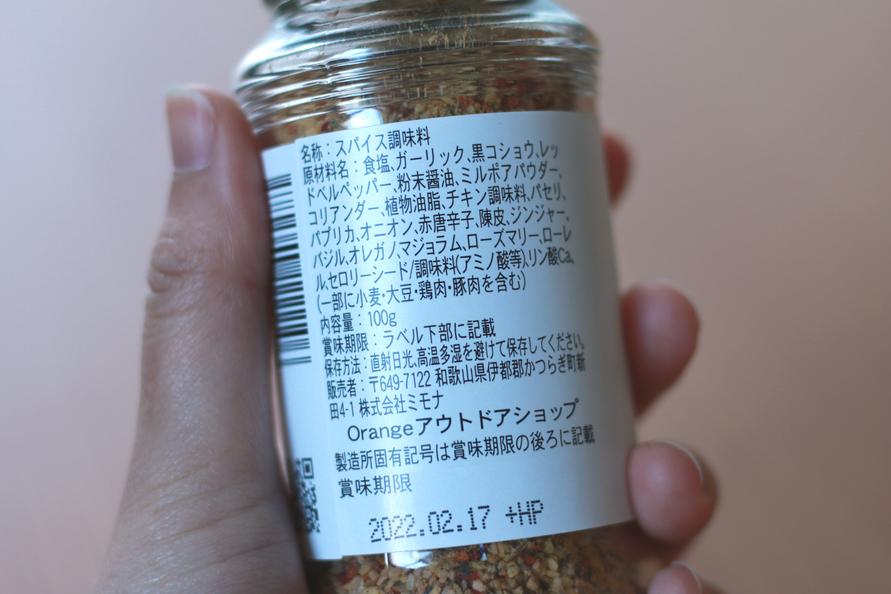 名称：スパイス調味料
原材料名：食塩、ガーリック、黒コショウ、レッ
ドベルペッパー、粉末醤油、ミルポアパウダー、
コリアンダー、植物油脂、チキン調味料、パセリ、
パプリカ、オニオン、赤唐辛子、陳皮、ジンジャー、
バジル、オレガノ、マジョラム、ローズマリー、ローレ
ル、セロリーシード/調味料(アミノ酸等)、リン酸Ca、
(一部に小麦・大豆・鶏肉・豚肉を含む)
内容量：100g
賞味期限：ラベル下部に記載
保存方法：直射日光、高温多湿を避けて保存してください。
販売者：〒649-7122 和歌山県伊都郡かつらぎ町新
田4-1 株式会社ミモナ
Orangeアウトドアショップ
製造所固有記号は賞味期限の後ろに記載
賞味期限
2022.02.17 +HP